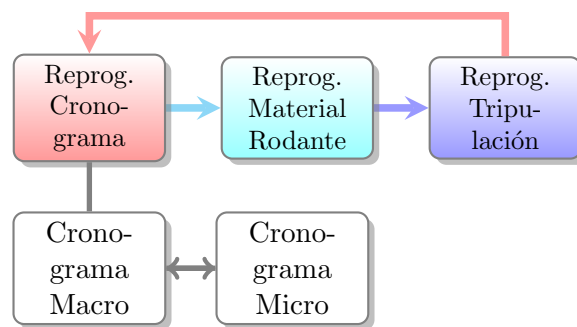 Reprog.
Crono-
grama
Reprog.
Material
Rodante
Reprog.
Tripu-
lación
Crono-
grama
Macro
Crono-
grama
Micro